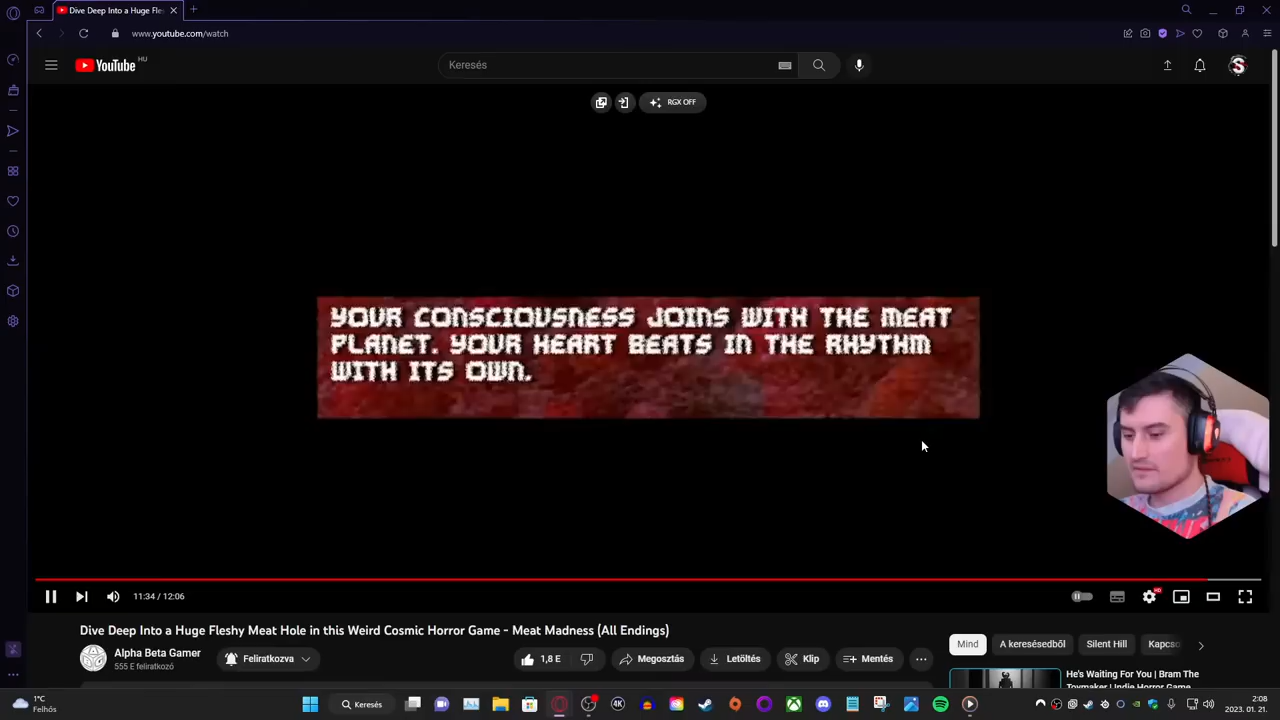 Dive Deep Into a Huge Fle
www.youtube.com/watch
YouTube HU
Keresés
RGX OFF
YOUR CONSCIOUSNESS JOINS WITH THE MEAT
PLANET. YOUR HEART BEATS IN THE RHYTHM
WITH ITS OWN.
11:34 / 12:06
HD
Dive Deep Into a Huge Fleshy Meat Hole in this Weird Cosmic Horror Game - Meat Madness (All Endings)
Alpha Beta Gamer
555 E feliratkozó
Feliratkozva
1,8 E
Megosztás
Letöltés
Klip
Mentés
Mind
A keresésedből
Silent Hill
Kapcso
He's Waiting For You | Bram The
Toymaker | Indie Horror Game
1°C
Felhős
Keresés
4K
2:08
2023. 01. 21.